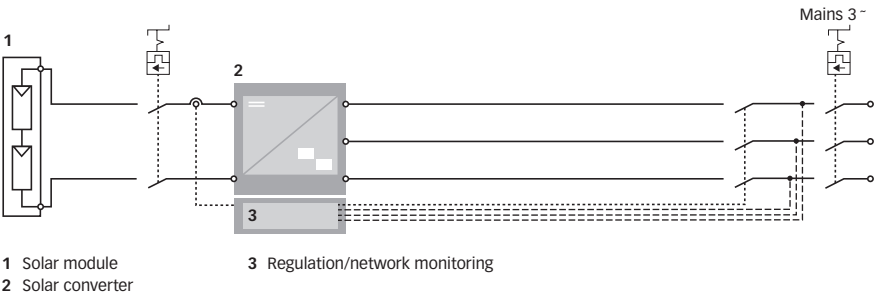 Mains 3 ~
1
2
3
1 Solar module
2 Solar converter
3 Regulation/network monitoring